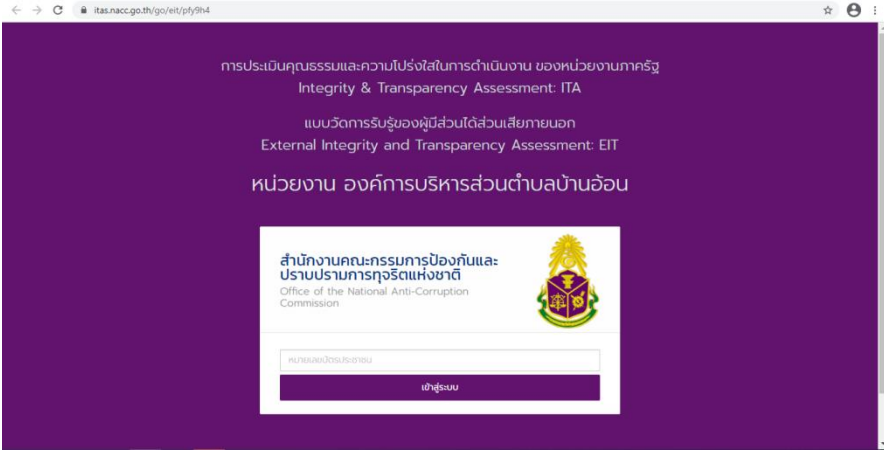 itas.nacc.go.th/go/eit/pfy9h4
การประเมินคุณธรรมและความโปร่งใสในการดำเนินงาน ของหน่วยงานภาครัฐ
Integrity & Transparency Assessment: ITA
แบบวัดการรับรู้ของผู้มีส่วนได้ส่วนเสียภายนอก
External Integrity and Transparency Assessment: EIT
หน่วยงาน องค์การบริหารส่วนตำบลบ้านอ้อน
สำนักงานคณะกรรมการป้องกันและ
ปราบปรามการทุจริตแห่งชาติ
Office of the National Anti-Corruption
Commission
หมายเลขบัตรประชาชน
เข้าสู่ระบบ